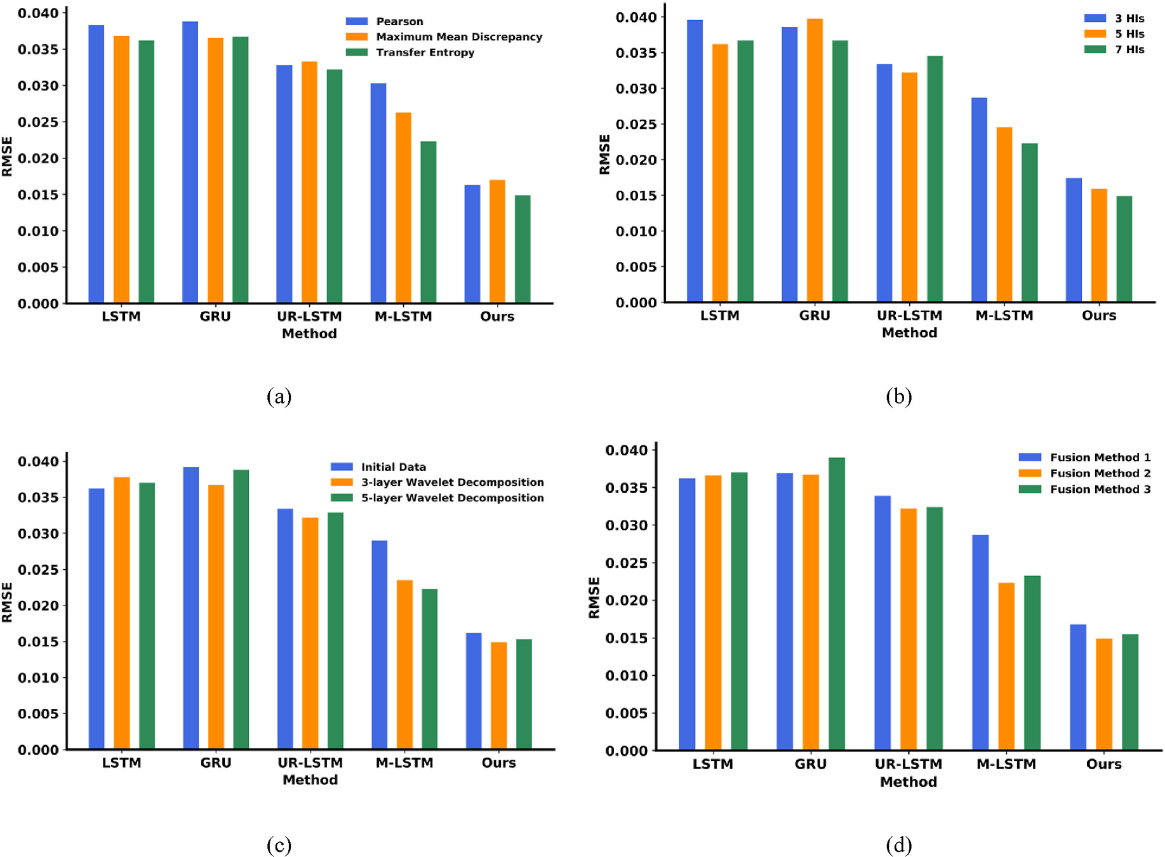 0.040
0.035
0.030
0.025
0.020
0.015
0.010
0.005
0.000
RMSE
Pearson
Maximum Mean Discrepancy
Transfer Entropy
LSTM GRU UR-LSTM M-LSTM Ours
Method
(a)
0.040
0.035
0.030
0.025
0.020
0.015
0.010
0.005
0.000
RMSE
3 HIs
5 HIs
7 HIs
LSTM GRU UR-LSTM M-LSTM Ours
Method
(b)
0.040
0.035
0.030
0.025
0.020
0.015
0.010
0.005
0.000
RMSE
Initial Data
3-layer Wavelet Decomposition
5-layer Wavelet Decomposition
LSTM GRU UR-LSTM M-LSTM Ours
Method
(c)
0.040
0.035
0.030
0.025
0.020
0.015
0.010
0.005
0.000
RMSE
Fusion Method 1
Fusion Method 2
Fusion Method 3
LSTM GRU UR-LSTM M-LSTM Ours
Method
(d)